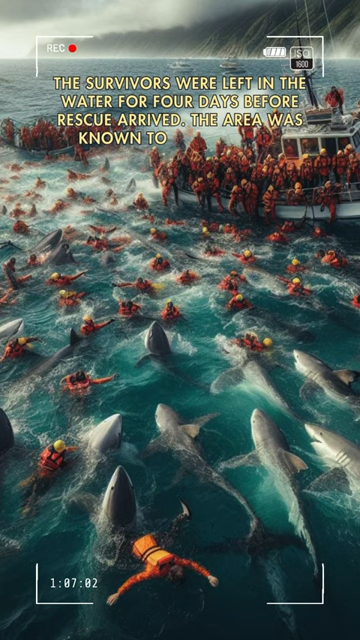 REC
ISO
1600
THE SURVIVORS WERE LEFT IN THE
WATER FOR FOUR DAYS BEFORE
RESCUE ARRIVED. THE AREA WAS
KNOWN TO
1:07:02